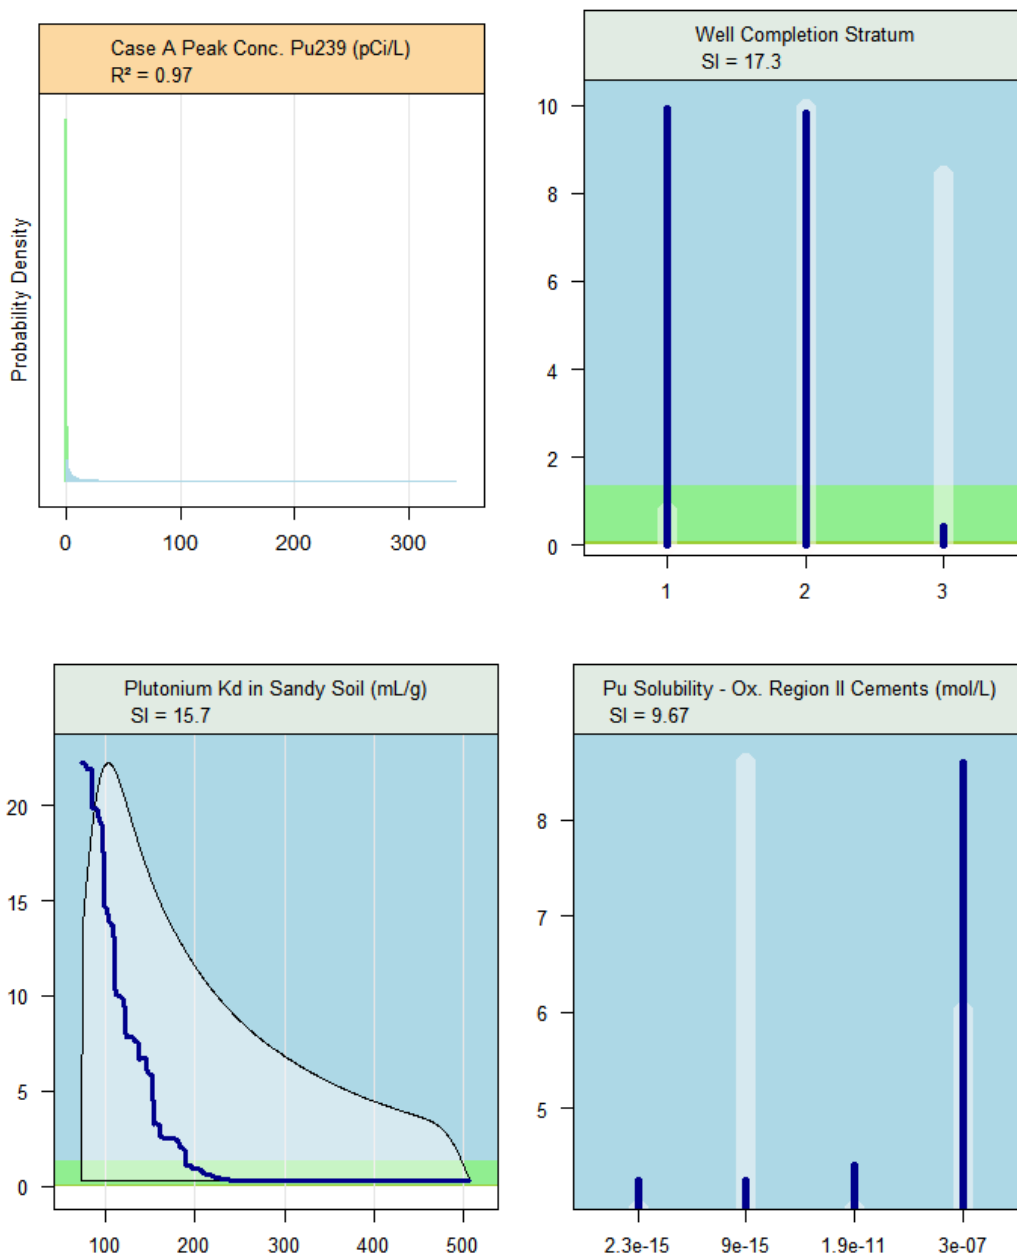 Case A Peak Conc. Pu239 (pCi/L)
R² = 0.97
Probability Density
0 100 200 300
Well Completion Stratum
SI = 17.3
10
8
6
4
2
0
1 2 3
Plutonium Kd in Sandy Soil (mL/g)
SI = 15.7
20
15
10
5
0
100 200 300 400 500
Pu Solubility - Ox. Region II Cements (mol/L)
SI = 9.67
8
7
6
5
2.3e-15 9e-15 1.9e-11 3e-07